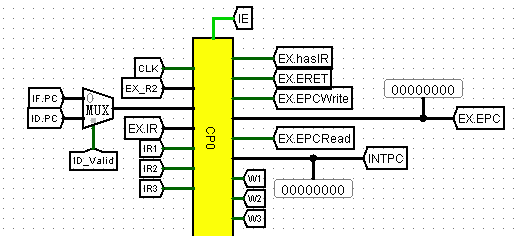 IE
CLK
EX.hasIR
EX_R2
EX.ERET
IF.PC
0
MUX
EX.EPCWrite
00000000
ID.PC
EX.EPC
EX.IR
CP0
EX.EPCRead
ID_Valid
IR1
INTPC
IR2
W1
00000000
IR3
W2
W3